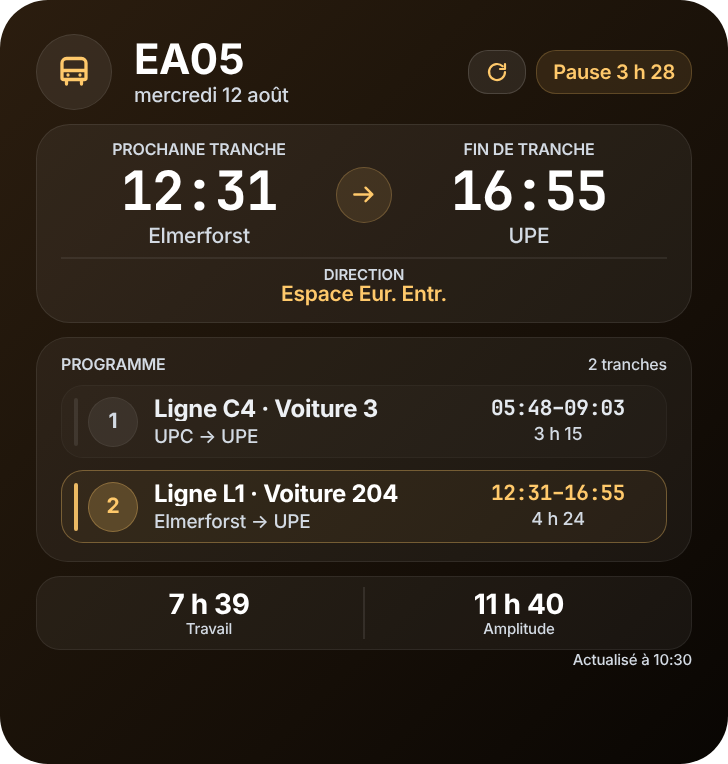 EA05
mercredi 12 août
Pause 3 h 28
PROCHAINE TRANCHE
12:31
Elmerforst
FIN DE TRANCHE
16:55
UPE
DIRECTION
Espace Eur. Entr.
PROGRAMME
2 tranches
1
Ligne C4 · Voiture 3
UPC → UPE
05:48–09:03
3 h 15
2
Ligne L1 · Voiture 204
Elmerforst → UPE
12:31–16:55
4 h 24
7 h 39
Travail
11 h 40
Amplitude
Actualisé à 10:30